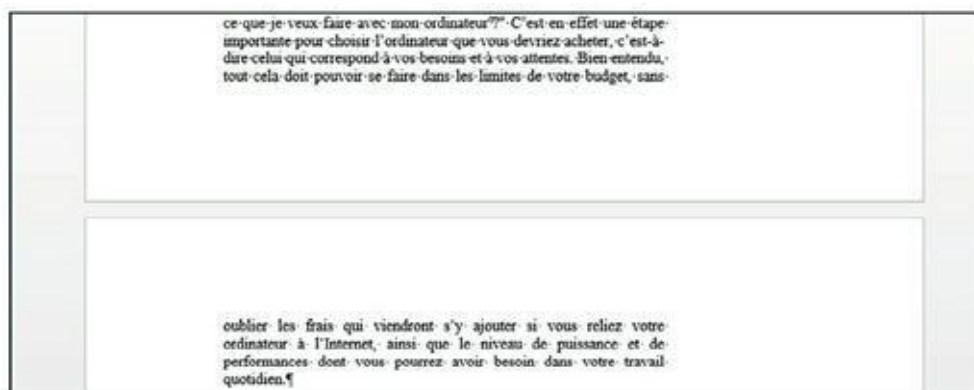 ce que je veux faire avec mon ordinateur"?" C'est en effet une étape
importante pour choisir l'ordinateur que vous devriez acheter, c'est-à-
dire celui qui correspond à vos besoins et à vos attentes. Bien entendu,
tout cela doit pouvoir se faire dans les limites de votre budget, sans
oublier les frais qui viendront s'y ajouter si vous reliez votre
ordinateur à l'Internet, ainsi que le niveau de puissance et de
performances dont vous pourrez avoir besoin dans votre travail
quotidien.¶